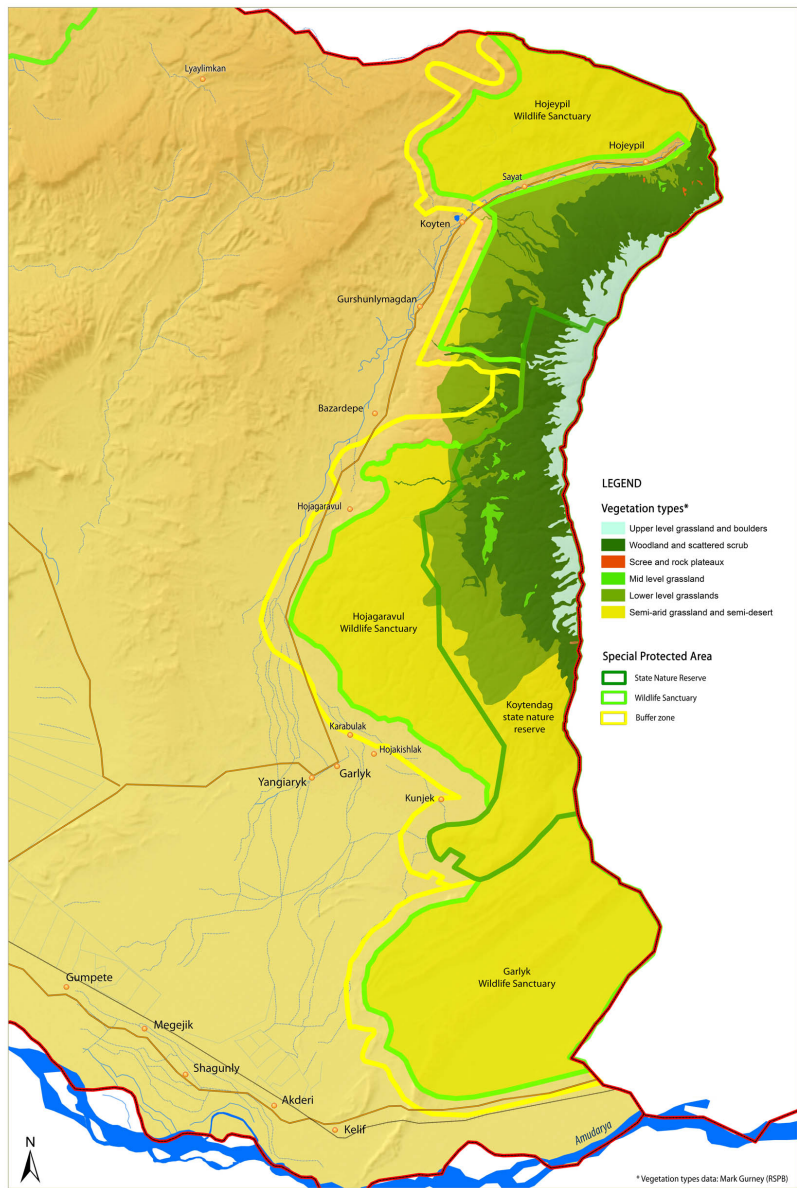 Lyaylimkan
Hojeypil
Wildlife Sanctuary
Hojeypil
Sayat
Koyten
Gurshunlymagdan
Bazardepe
Hojagaravul
Hojagaravul
Wildlife Sanctuary
Koytendag
state nature
reserve
Karabulak
Hojakishlak
Garlyk
Yangiaryk
Kunjek
Garlyk
Wildlife Sanctuary
Gumpete
Megejik
Shagunly
Akderi
Kelif
Amudarya
N
LEGEND
Vegetation types*
Upper level grassland and boulders
Woodland and scattered scrub
Scree and rock plateaux
Mid level grassland
Lower level grasslands
Semi-arid grassland and semi-desert
Special Protected Area
State Nature Reserve
Wildlife Sanctuary
Buffer zone
* Vegetation types data: Mark Gurney (RSPB)